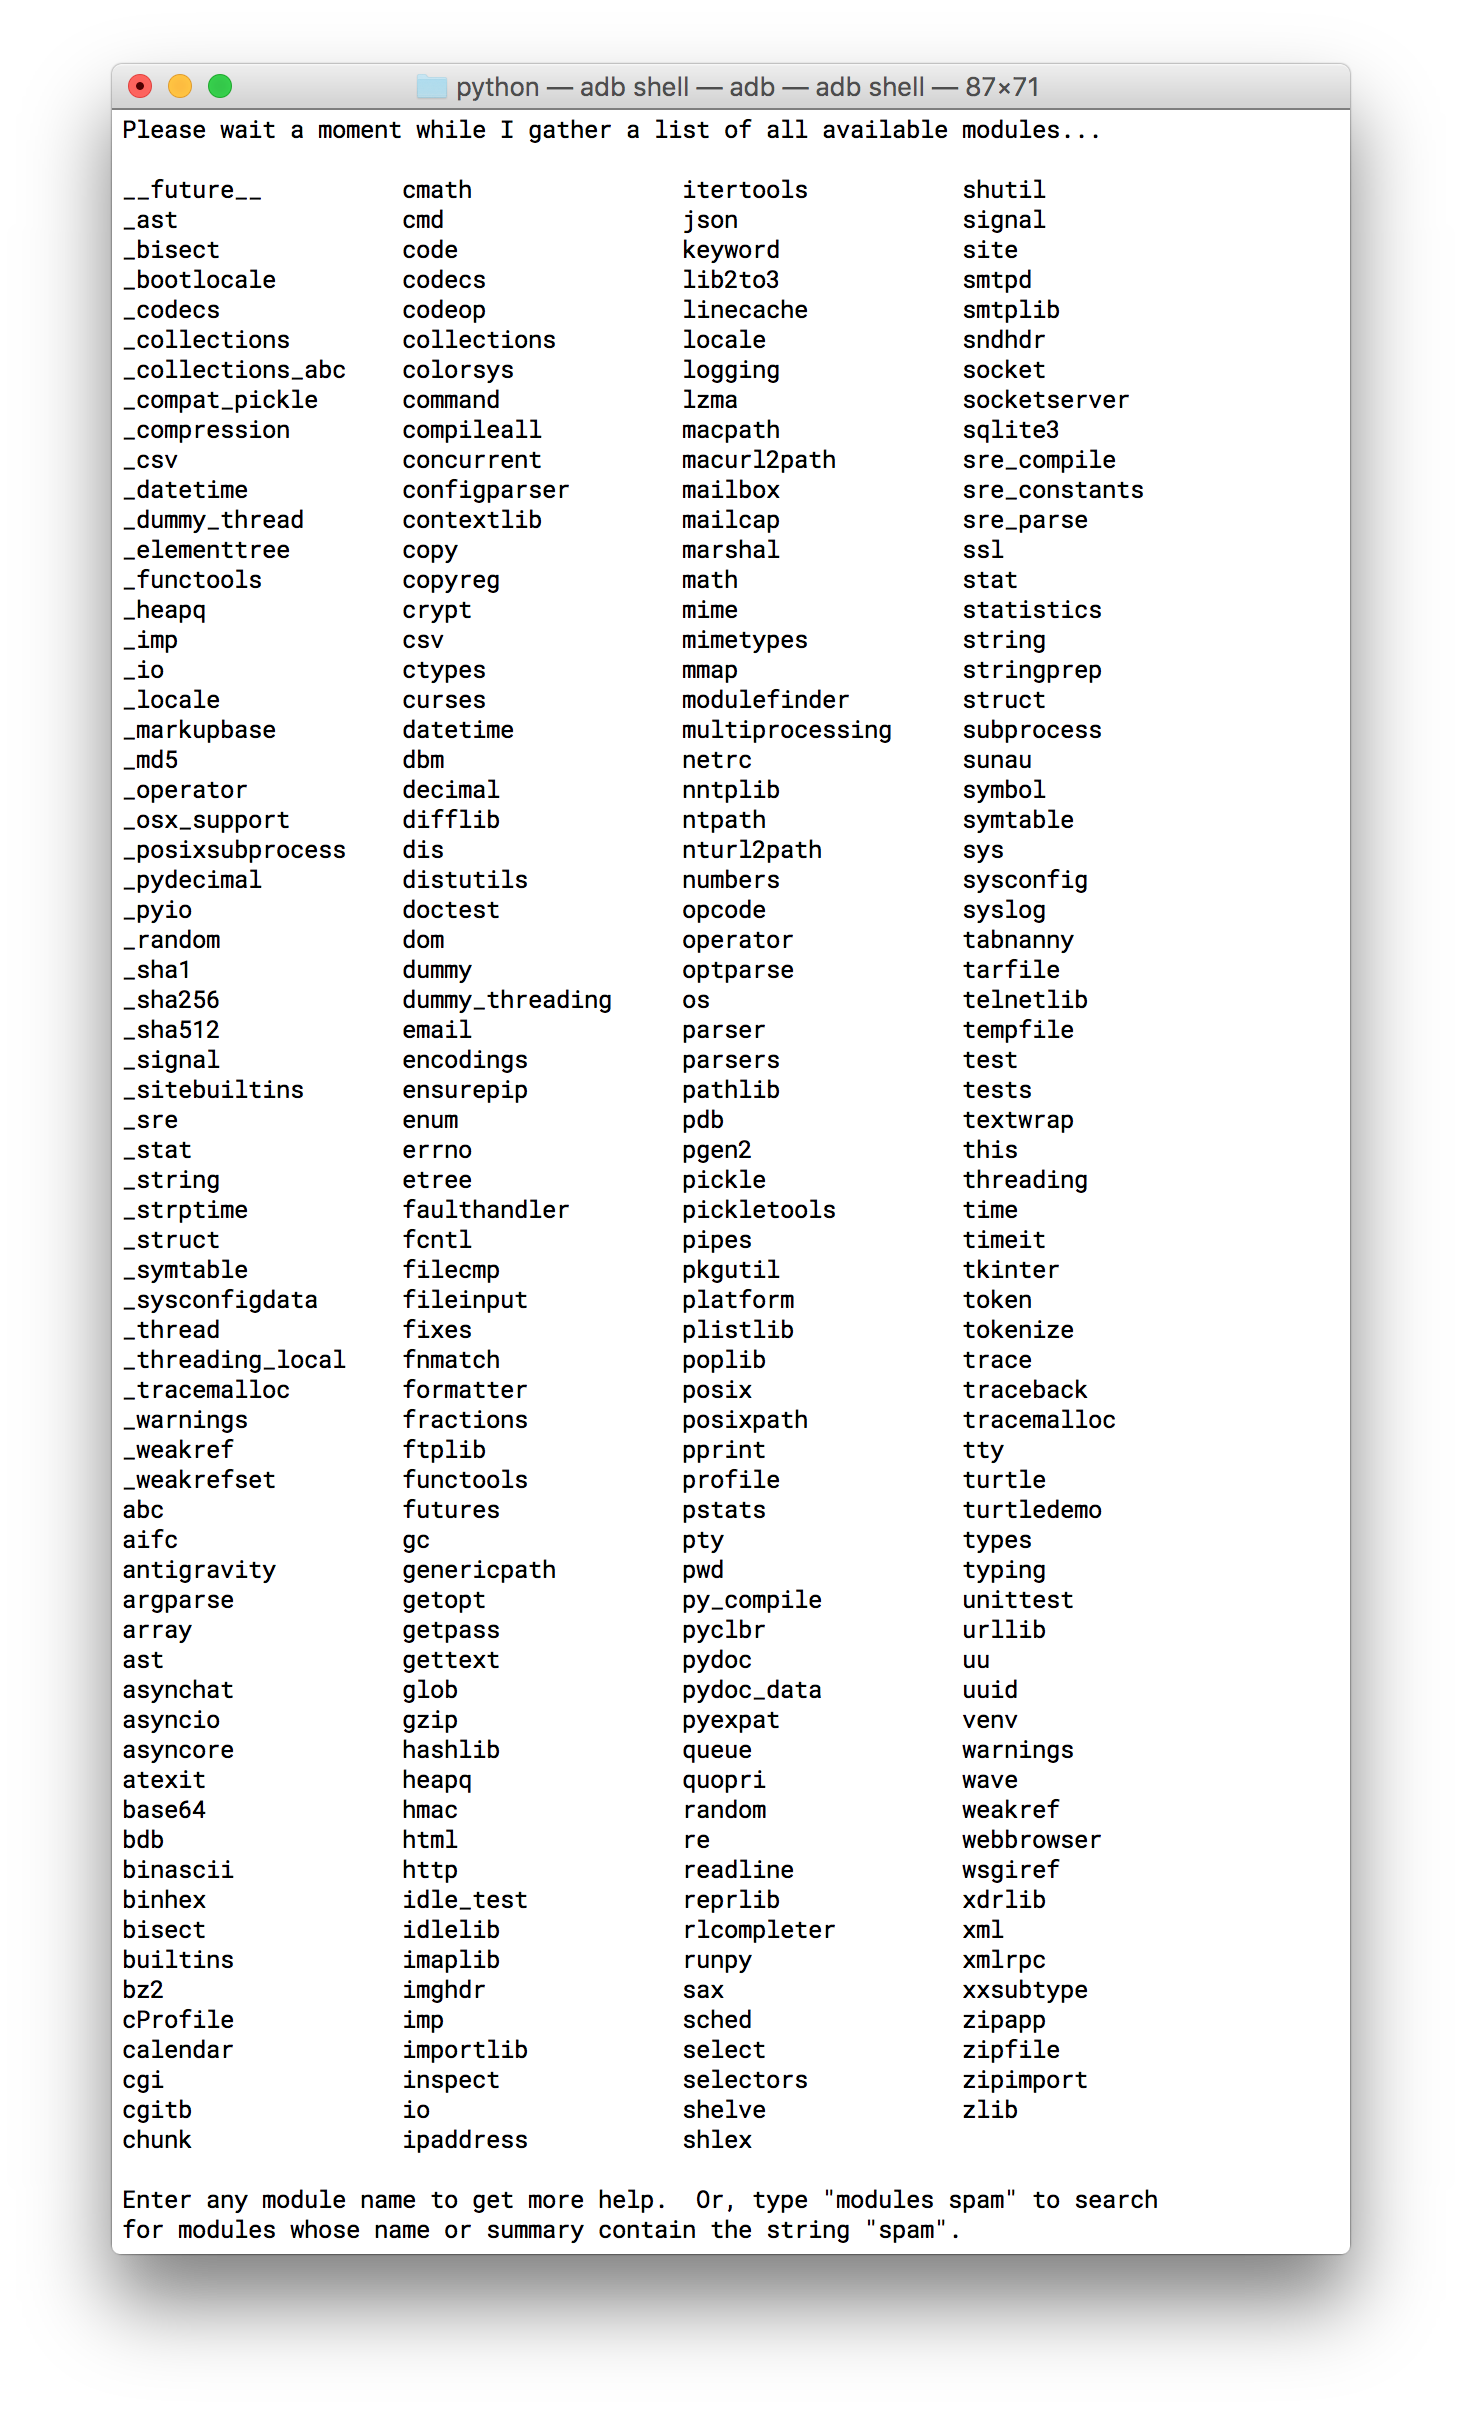 python — adb shell — adb — adb shell — 87×71
Please wait a moment while I gather a list of all available modules...
__future__ cmath itertools shutil
_ast cmd json signal
_bisect code keyword site
_bootlocale codecs lib2to3 smtpd
_codecs codeop linecache smtplib
_collections collections locale sndhdr
_collections_abc colorsys logging socket
_compat_pickle command lzma socketserver
_compression compileall macpath sqlite3
_csv concurrent macurl2path sre_compile
_datetime configparser mailbox sre_constants
_dummy_thread contextlib mailcap sre_parse
_elementtree copy marshal ssl
_functools copyreg math stat
_heapq crypt mime statistics
_imp csv mimetypes string
_io ctypes mmap stringprep
_locale curses modulefinder struct
_markupbase datetime multiprocessing subprocess
_md5 dbm netrc sunau
_operator decimal nntplib symbol
_osx_support difflib ntpath symtable
_posixsubprocess dis nturl2path sys
_pydecimal distutils numbers sysconfig
_pyio doctest opcode syslog
_random dom operator tabnanny
_sha1 dummy optparse tarfile
_sha256 dummy_threading os telnetlib
_sha512 email parser tempfile
_signal encodings parsers test
_sitebuiltins ensurepip pathlib tests
_sre enum pdb textwrap
_stat errno pgen2 this
_string etree pickle threading
_strptime faulthandler pickletools time
_struct fcntl pipes timeit
_symtable filecmp pkgutil tkinter
_sysconfigdata fileinput platform token
_thread fixes plistlib tokenize
_threading_local fnmatch poplib trace
_tracemalloc formatter posix traceback
_warnings fractions posixpath tracemalloc
_weakref ftplib pprint tty
_weakrefset functools profile turtle
abc futures pstats turtledemo
aifc gc pty types
antigravity genericpath pwd typing
argparse getopt py_compile unittest
array getpass pyclbr urllib
ast gettext pydoc uu
asynchat glob pydoc_data uuid
asyncio gzip pyexpat venv
asyncore hashlib queue warnings
atexit heapq quopri wave
base64 hmac random weakref
bdb html re webbrowser
binascii http readline wsgiref
binhex idle_test reprlib xdrlib
bisect idlelib rlcompleter xml
builtins imaplib runpy xmlrpc
bz2 imghdr sax xxsubtype
cProfile imp sched zipapp
calendar importlib select zipfile
cgi inspect selectors zipimport
cgitb io shelve zlib
chunk ipaddress shlex
Enter any module name to get more help.  Or, type "modules spam" to search
for modules whose name or summary contain the string "spam".